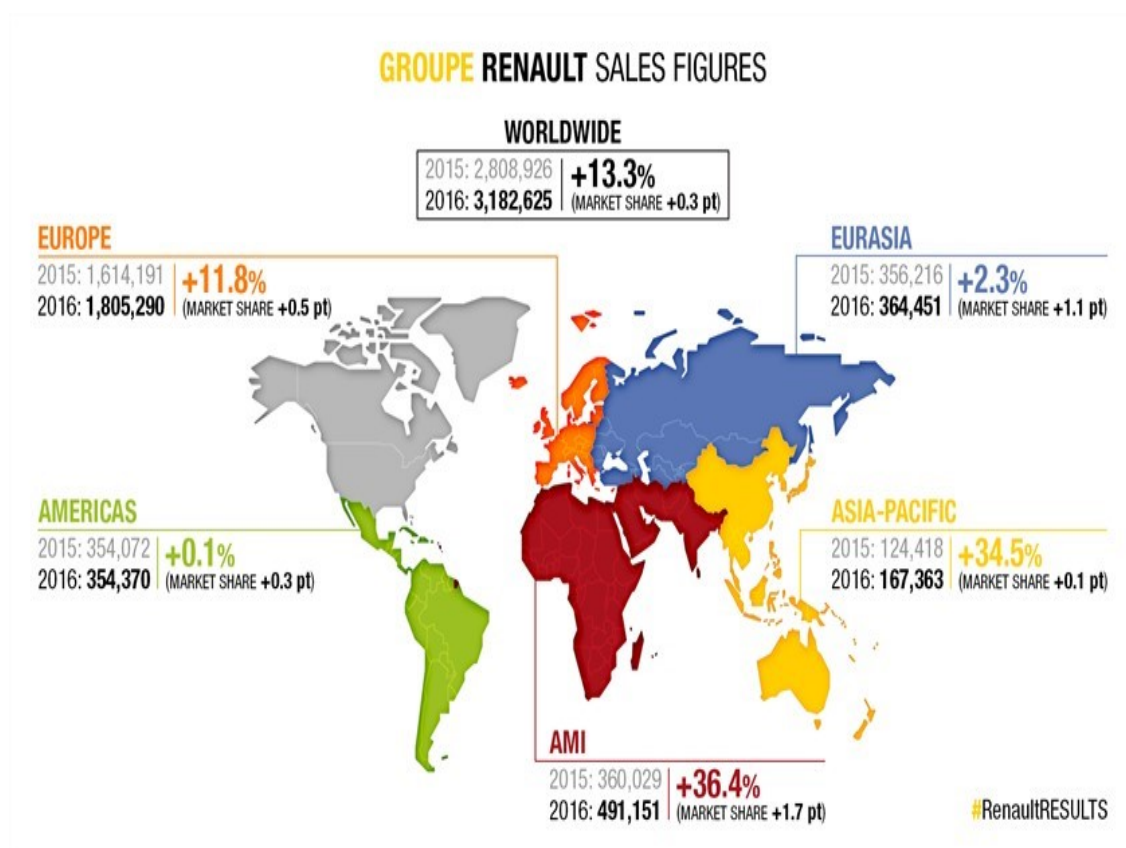 GROUPE RENAULT SALES FIGURES
WORLDWIDE
2015: 2,808,926
2016: 3,182,625
+13.3%
(MARKET SHARE +0.3 pt)
EUROPE
2015: 1,614,191
2016: 1,805,290
+11.8%
(MARKET SHARE +0.5 pt)
EURASIA
2015: 356,216
2016: 364,451
+2.3%
(MARKET SHARE +1.1 pt)
AMERICAS
2015: 354,072
2016: 354,370
+0.1%
(MARKET SHARE +0.3 pt)
ASIA-PACIFIC
2015: 124,418
2016: 167,363
+34.5%
(MARKET SHARE +0.1 pt)
AMI
2015: 360,029
2016: 491,151
+36.4%
(MARKET SHARE +1.7 pt)
#RenaultRESULTS